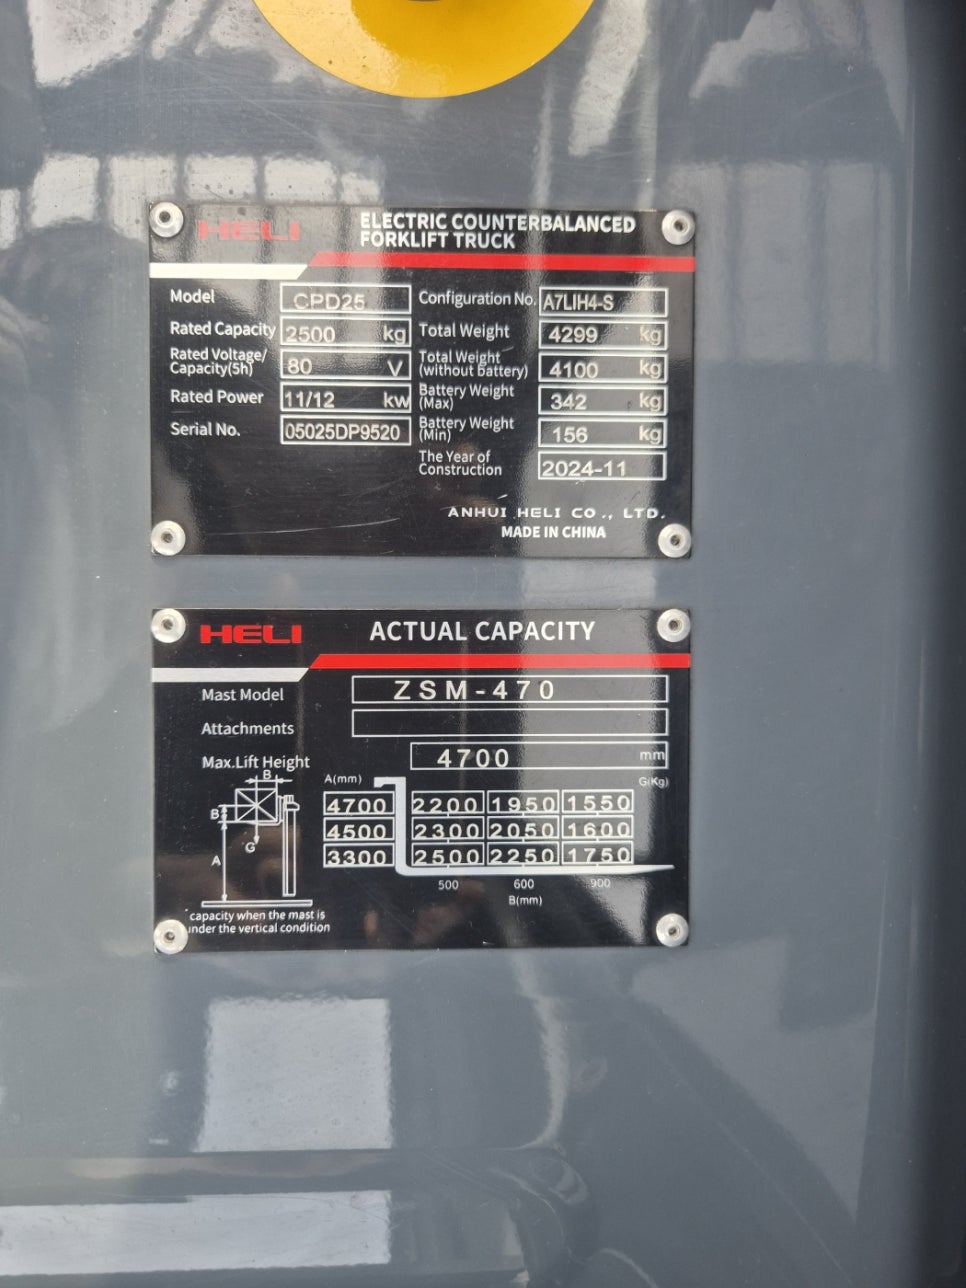 HELI
ELECTRIC COUNTERBALANCED
FORKLIFT TRUCK
Model CPD25 Configuration No. A7LIH4-S
Rated Capacity 2500 kg Total Weight 4299 kg
Rated Voltage/
Capacity(5h) 80 V Total Weight
(without battery) 4100 kg
Rated Power 11/12 kw Battery Weight
(Max) 342 kg
Serial No. 05025DP9520 Battery Weight
(Min) 156 kg
The Year of
Construction 2024-11
ANHUI HELI CO., LTD.
MADE IN CHINA
HELI ACTUAL CAPACITY
Mast Model ZSM-470
Attachments
Max.Lift Height 4700 mm
A(mm) G(Kg)
4700 2200 1950 1550
4500 2300 2050 1600
3300 2500 2250 1750
500 600 900
B(mm)
B
B
G
A
capacity when the mast is
under the vertical condition